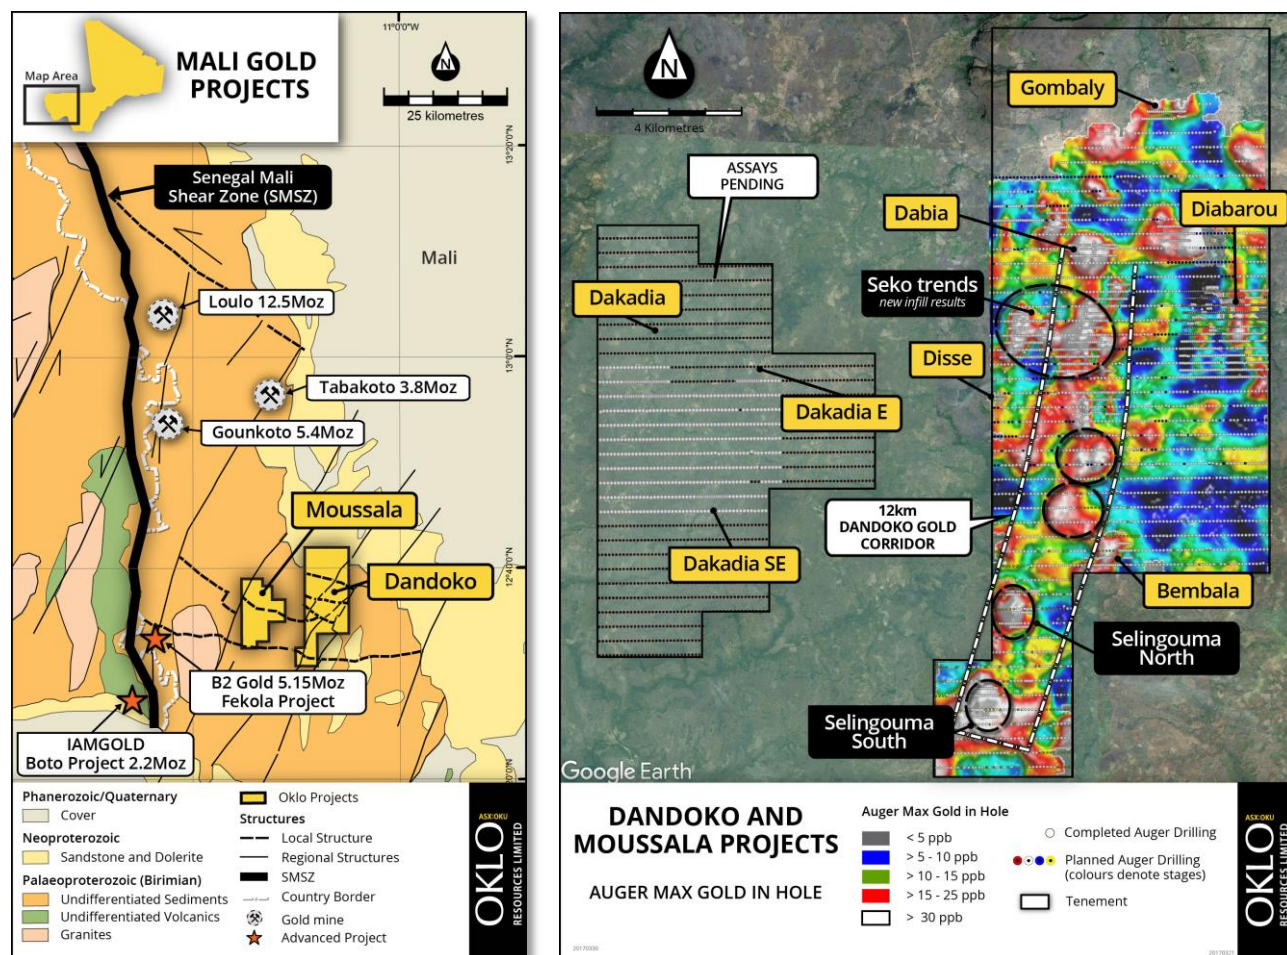 Map Area
MALI GOLD
PROJECTS
11°0'0"W
N
25 kilometres
13°20'0"N
Senegal Mali
Shear Zone (SMSZ)
Mali
Loulo 12.5Moz
13°0'0"N
Tabakoto 3.8Moz
Gounkoto 5.4Moz
Moussala
Dandoko
B2 Gold 5.15Moz
Fekola Project
IAMGOLD
Boto Project 2.2Moz
Phanerozoic/Quaternary
Cover
Neoproterozoic
Sandstone and Dolerite
Palaeoproterozoic (Birimian)
Undifferentiated Sediments
Undifferentiated Volcanics
Granites
Oklo Projects
Structures
Local Structure
Regional Structures
SMSZ
Country Border
Gold mine
Advanced Project
ASX:OKU
OKLO
RESOURCES LIMITED
N
4 Kilometres
ASSAYS
PENDING
Gombaly
Dabia
Diabarou
Dakadia
Seko trends
new infill results
Disse
Dakadia E
12km
DANDOKO GOLD
CORRIDOR
Dakadia SE
Bembala
Selingouma
North
Selingouma
South
Google Earth
DANDOKO AND
MOUSSALA PROJECTS
AUGER MAX GOLD IN HOLE
Auger Max Gold in Hole
< 5 ppb
> 5 - 10 ppb
> 10 - 15 ppb
> 15 - 25 ppb
> 30 ppb
Completed Auger Drilling
Planned Auger Drilling
(colours denote stages)
Tenement
ASX:OKU
OKLO
RESOURCES LIMITED